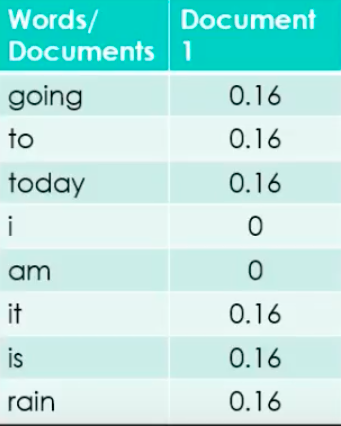 Words/ Document
Documents 1
going 0.16
to 0.16
today 0.16
i 0
am 0
it 0.16
is 0.16
rain 0.16